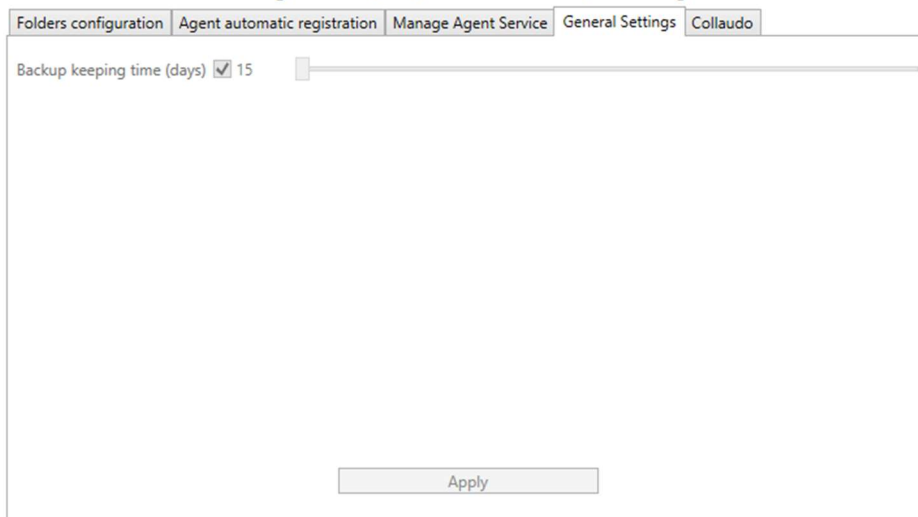 Folders configuration Agent automatic registration Manage Agent Service General Settings Collaudo
Backup keeping time (days) 15
Apply